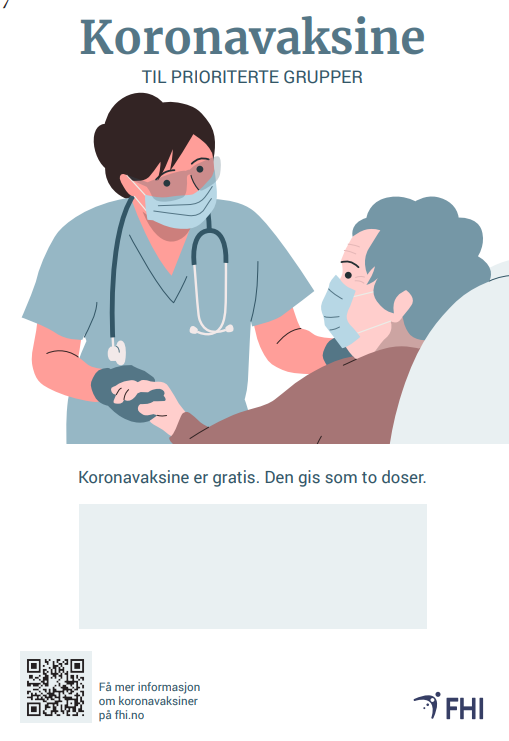 Koronavaksine
TIL PRIORITERTE GRUPPER
Koronavaksine er gratis. Den gis som to doser.
Få mer informasjon
om koronavaksiner
på fhi.no
FHI